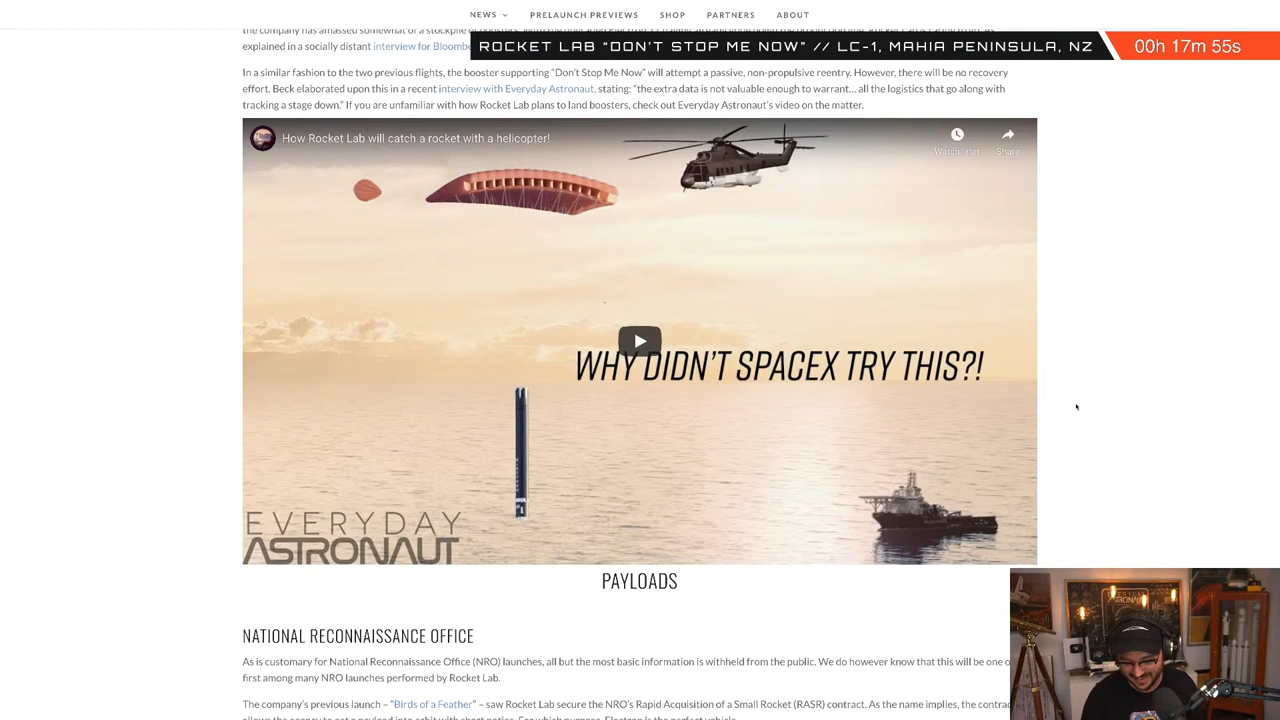 NEWS PRELAUNCH PREVIEWS SHOP PARTNERS ABOUT
ROCKET LAB “DON’T STOP ME NOW” // LC-1, MAHIA PENINSULA, NZ 00h 17m 55s
explained in a socially distant interview for
In a similar fashion to the two previous flights, the booster supporting “Don’t Stop Me Now” will attempt a passive, non-propulsive reentry. However, there will be no recovery
effort. Beck elaborated upon this in a recent interview with Everyday Astronaut, stating: “the extra data is not valuable enough to warrant… all the logistics that go along with
tracking a stage down.” If you are unfamiliar with how Rocket Lab plans to land boosters, check out Everyday Astronaut’s video on the matter.
How Rocket Lab will catch a rocket with a helicopter!
Watch later Share
WHY DIDN’T SPACEX TRY THIS?!
EVERYDAY
ASTRONAUT
PAYLOADS
NATIONAL RECONNAISSANCE OFFICE
As is customary for National Reconnaissance Office (NRO) launches, all but the most basic information is withheld from the public. We do however know that this will be one o
first among many NRO launches performed by Rocket Lab.
The company’s previous launch – “Birds of a Feather” – saw Rocket Lab secure the NRO’s Rapid Acquisition of a Small Rocket (RASR) contract. As the name implies, the contrac